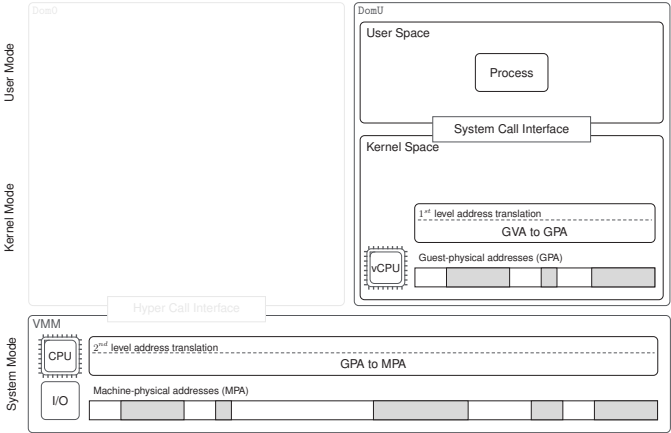 Dom0
DomU
User Mode
User Space
Process
System Call Interface
Kernel Mode
Kernel Space
1st level address translation
GVA to GPA
vCPU
Guest-physical addresses (GPA)
Hyper Call Interface
System Mode
VMM
CPU
2nd level address translation
GPA to MPA
I/O
Machine-physical addresses (MPA)